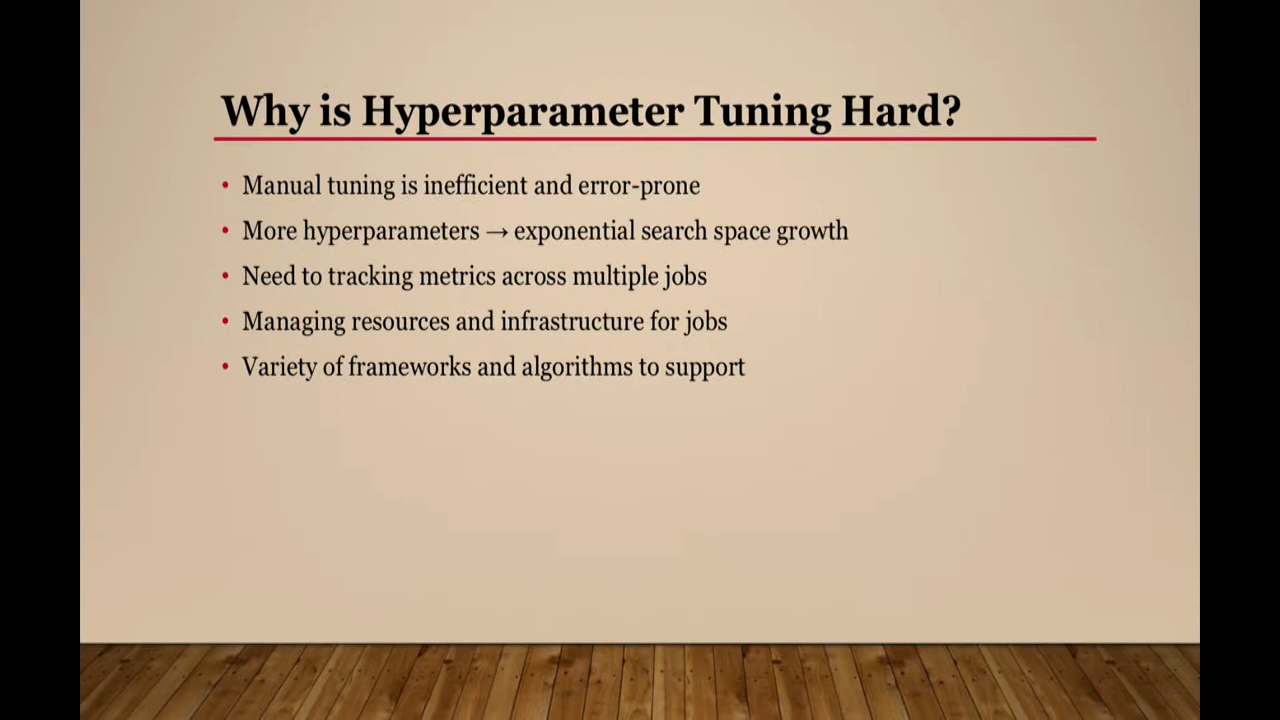 Why is Hyperparameter Tuning Hard?
• Manual tuning is inefficient and error-prone
• More hyperparameters → exponential search space growth
• Need to tracking metrics across multiple jobs
• Managing resources and infrastructure for jobs
• Variety of frameworks and algorithms to support